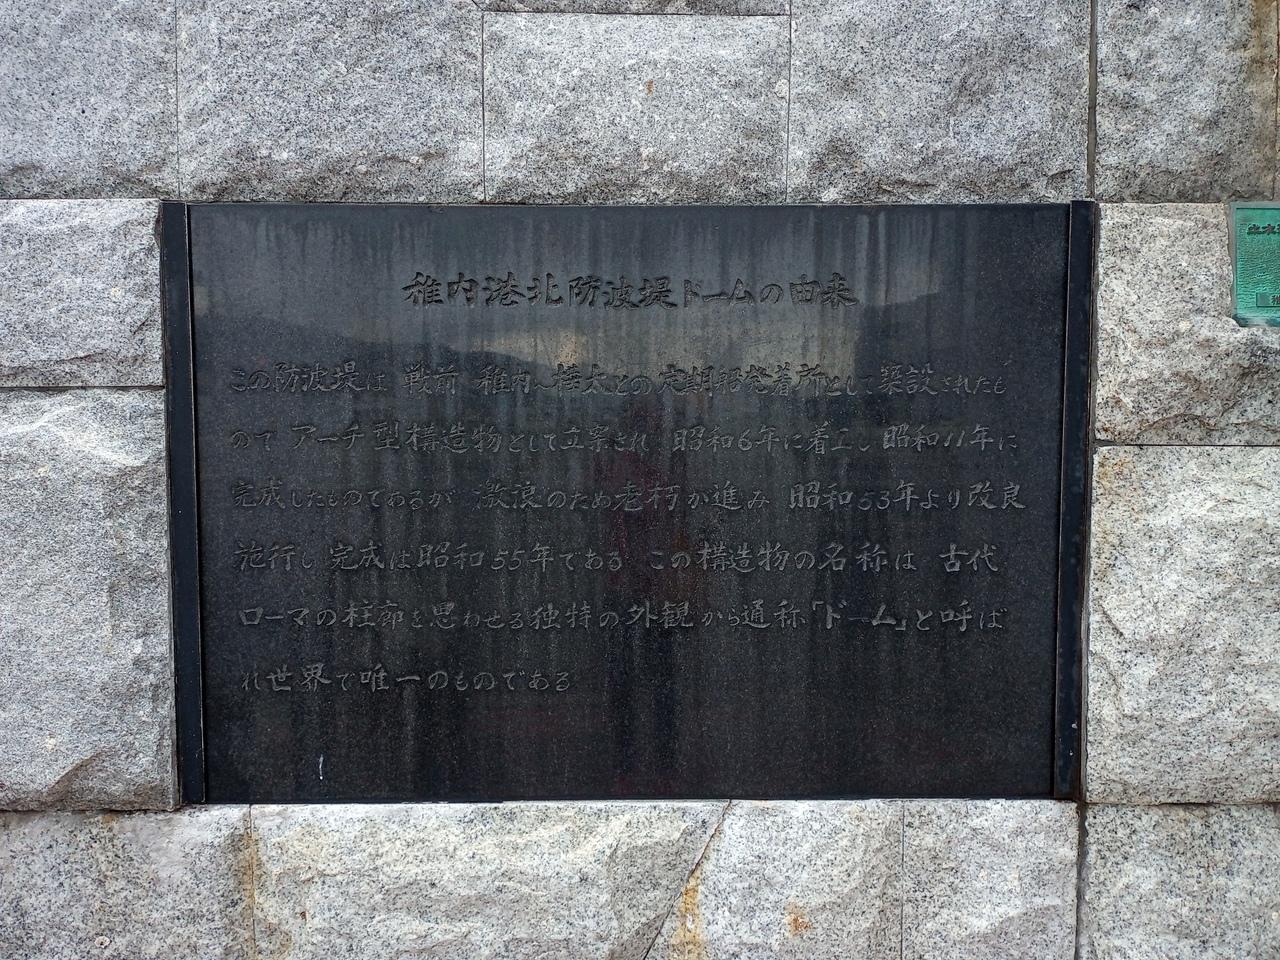 稚内港北防波堤ドームの由来
この防波堤は 戦前 稚内〜樺太との定期船発着所として築設されたも
ので アーチ型構造物として立案され 昭和6年に着工し 昭和11年に
完成したものであるが 激浪のため老朽が進み 昭和53年より改良
施行し 完成は昭和55年である この構造物の名称は 古代
ローマの柱廊を思わせる独特の外観から通称「ドーム」と呼ば
れ世界で唯一のものである
土木